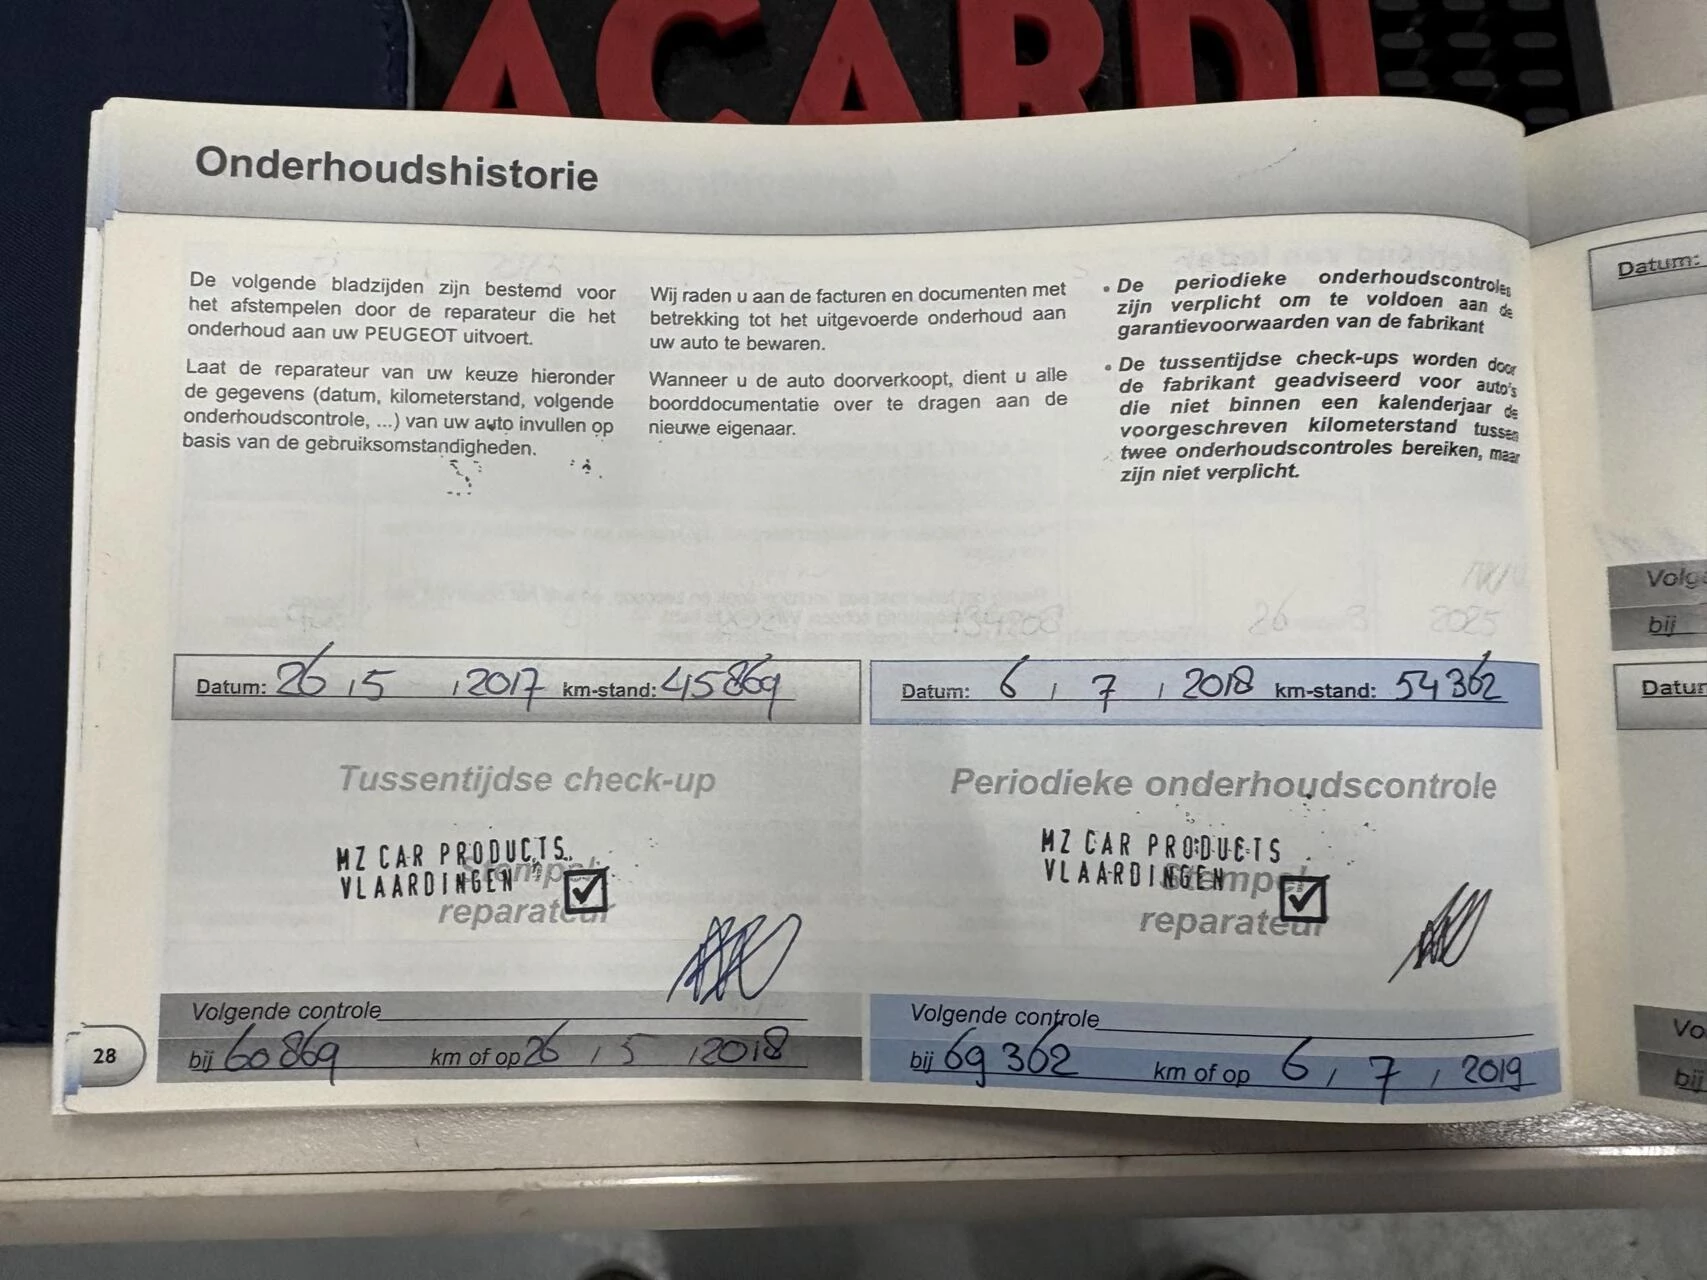 ACARDI
Onderhoudshistorie
De volgende bladzijden zijn bestemd voor
het afstempelen door de reparateur die het
onderhoud aan uw PEUGEOT uitvoert.
Laat de reparateur van uw keuze hieronder
de gegevens (datum, kilometerstand, volgende
onderhoudscontrole, ...) van uw auto invullen op
basis van de gebruiksomstandigheden.
Wij raden u aan de facturen en documenten met
betrekking tot het uitgevoerde onderhoud aan
uw auto te bewaren.
Wanneer u de auto doorverkoopt, dient u alle
boorddocumentatie over te dragen aan de
nieuwe eigenaar.
• De periodieke onderhoudscontroles
zijn verplicht om te voldoen aan de
garantievoorwaarden van de fabrikant
• De tussentijdse check-ups worden door
de fabrikant geadviseerd voor auto's
die niet binnen een kalenderjaar de
voorgeschreven kilometerstand tussen
twee onderhoudscontroles bereiken, maar
zijn niet verplicht.
Datum: 26 / 5 / 2017 km-stand: 45869
Tussentijdse check-up
MZ CAR PRODUCTS
VLAARDINGEN
Stempel
reparateur
Volgende controle
bij 60869 km of op 26 / 5 / 2018
Datum: 6 / 7 / 2018 km-stand: 54362
Periodieke onderhoudscontrole
MZ CAR PRODUCTS
VLAARDINGEN
Stempel
reparateur
Volgende controle
bij 69362 km of op 6 / 7 / 2019
28
Datum:
bij
bij